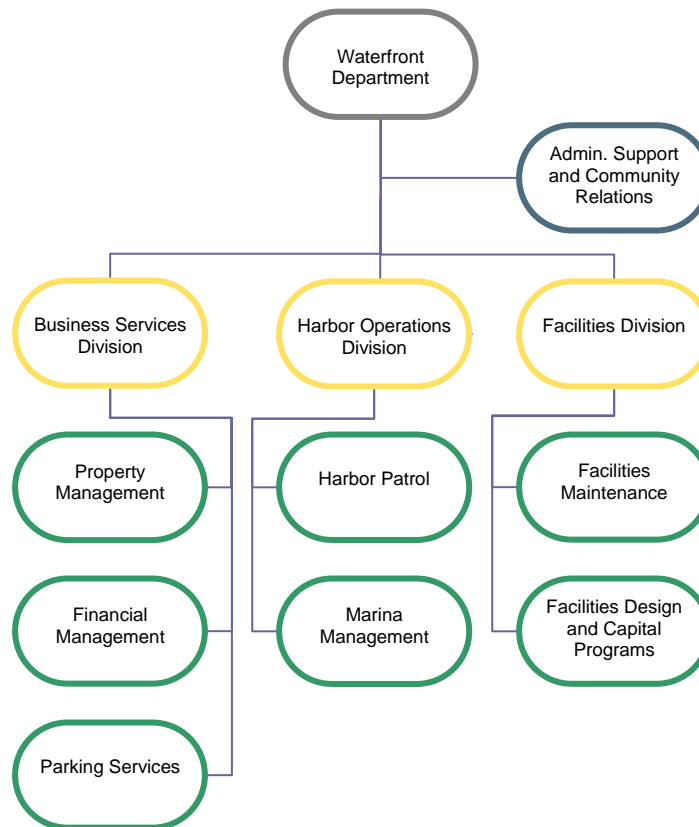 Waterfront
Department
Admin. Support
and Community
Relations
Business Services
Division
Harbor Operations
Division
Facilities Division
Property
Management
Harbor Patrol
Facilities
Maintenance
Financial
Management
Marina
Management
Facilities Design
and Capital
Programs
Parking Services